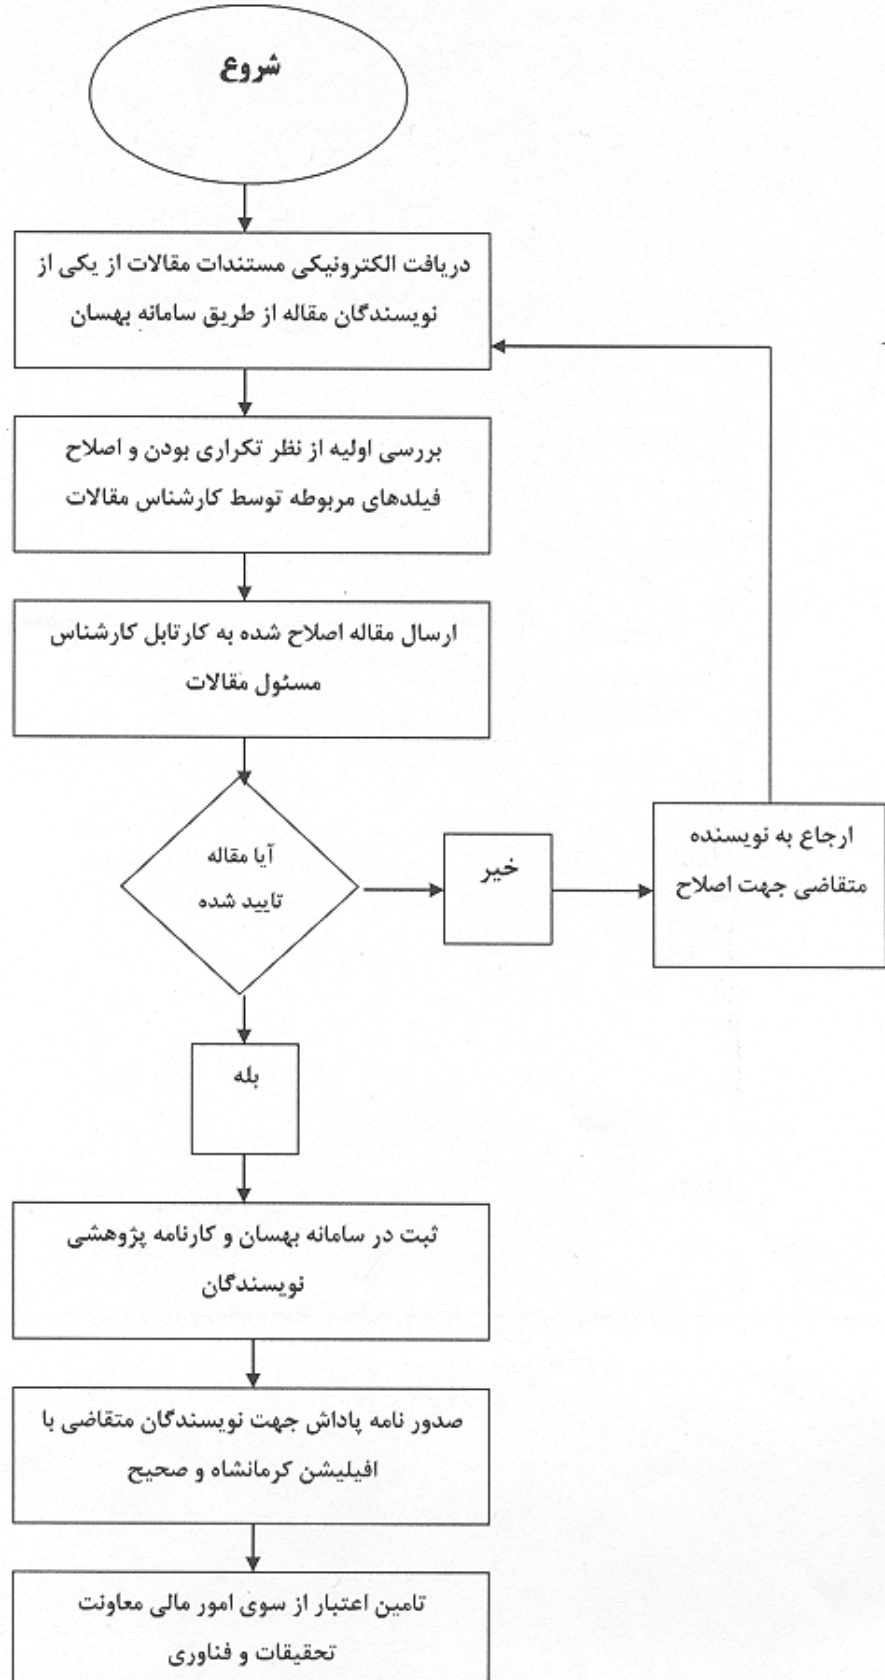 شروع
دریافت الکترونیکی مستندات مقالات از یکی از
نویسندگان مقاله از طریق سامانه بهسان
بررسی اولیه از نظر تکراری بودن و اصلاح
فیلدهای مربوطه توسط کارشناس مقالات
ارسال مقاله اصلاح شده به کارتابل کارشناس
مسئول مقالات
آیا مقاله
تایید شده
خیر
ارجاع به نویسنده
متقاضی جهت اصلاح
بله
ثبت در سامانه بهسان و کارنامه پژوهشی
نویسندگان
صدور نامه پاداش جهت نویسندگان متقاضی با
افیلیشن کرمانشاه و صحیح
تامین اعتبار از سوی امور مالی معاونت
تحقیقات و فناوری